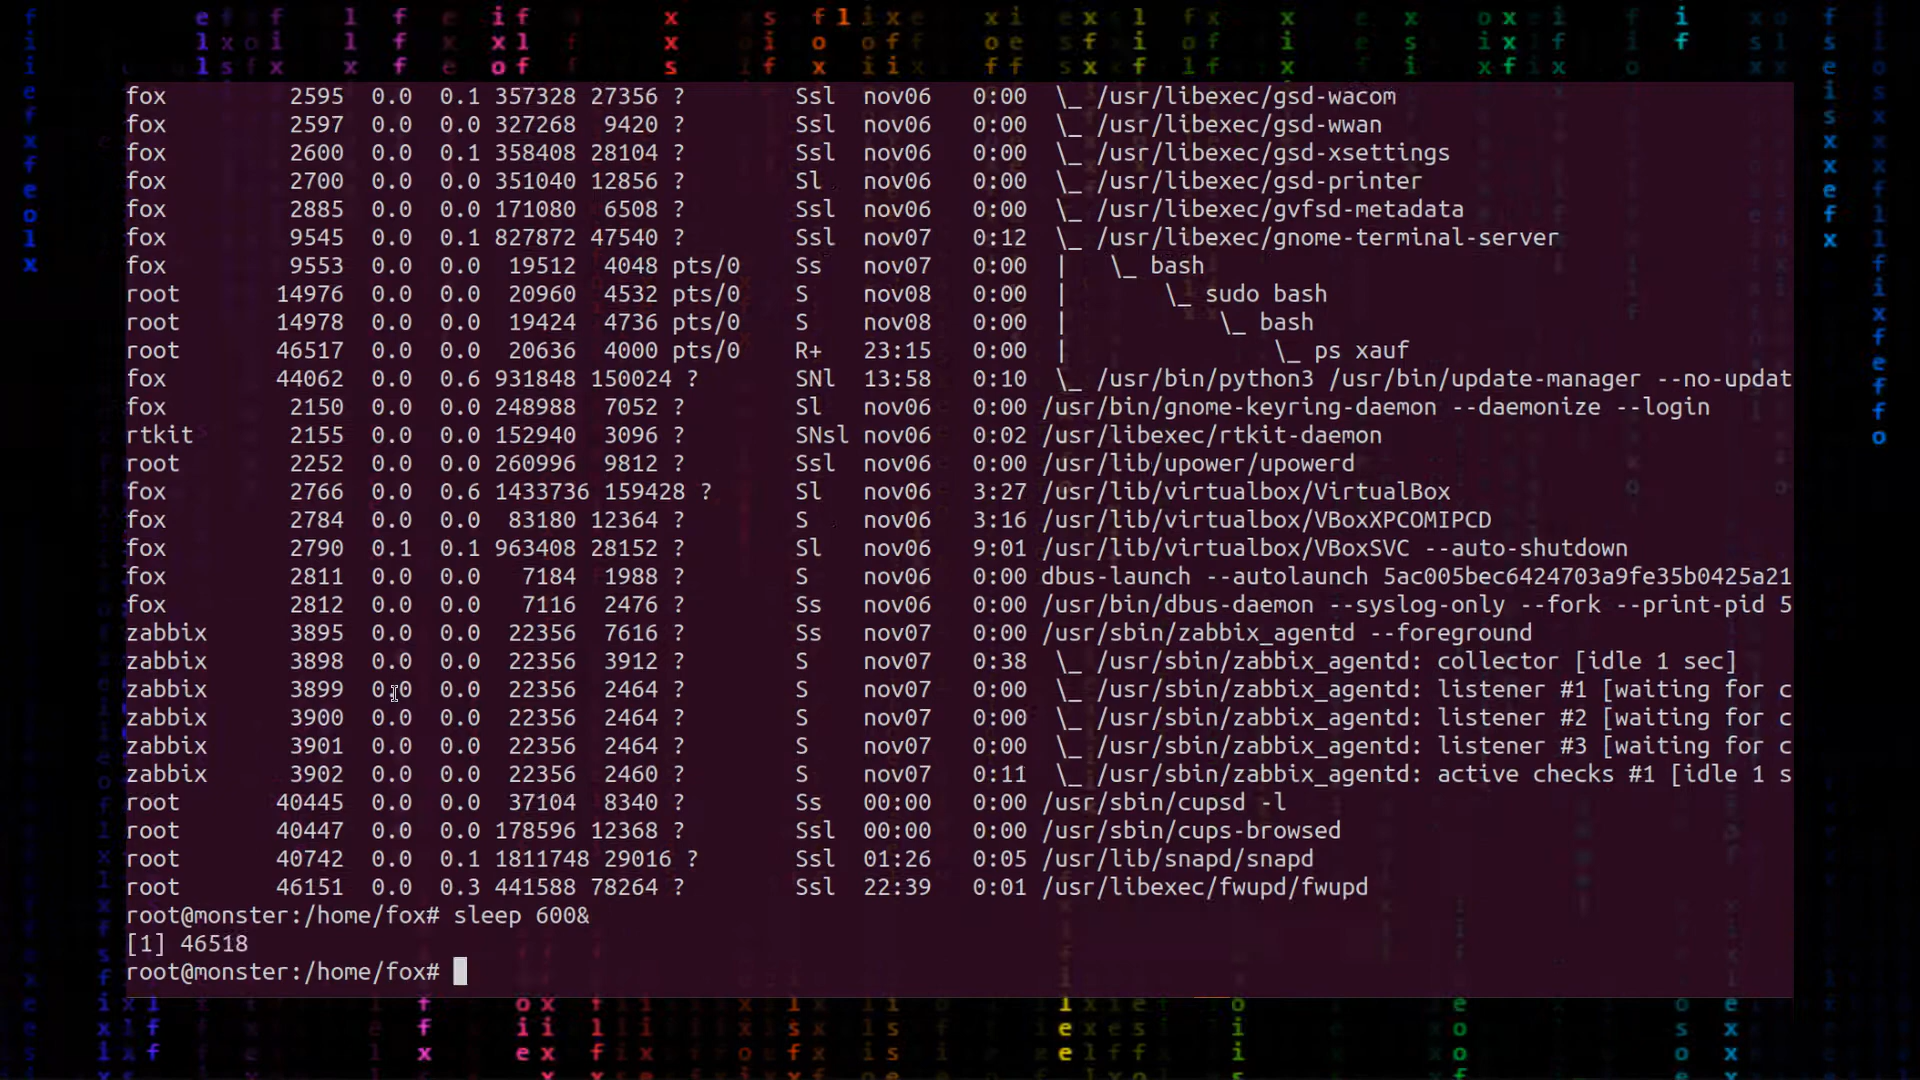 fox 2595 0.0 0.1 357328 27356 ? Ssl nov06 0:00 \_ /usr/libexec/gsd-wacom
fox 2597 0.0 0.0 327268 9420 ? Ssl nov06 0:00 \_ /usr/libexec/gsd-wwan
fox 2600 0.0 0.1 358408 28104 ? Ssl nov06 0:00 \_ /usr/libexec/gsd-xsettings
fox 2700 0.0 0.0 351040 12856 ? Sl nov06 0:00 \_ /usr/libexec/gsd-printer
fox 2885 0.0 0.0 171080 6508 ? Ssl nov06 0:00 \_ /usr/libexec/gvfsd-metadata
fox 9545 0.0 0.1 827872 47540 ? Ssl nov07 0:12 \_ /usr/libexec/gnome-terminal-server
fox 9553 0.0 0.0 19512 4048 pts/0 Ss nov07 0:00 | \_ bash
root 14976 0.0 0.0 20960 4532 pts/0 S nov08 0:00 | \_ sudo bash
root 14978 0.0 0.0 19424 4736 pts/0 S nov08 0:00 | \_ bash
root 46517 0.0 0.0 20636 4000 pts/0 R+ 23:15 0:00 | \_ ps xauf
fox 44062 0.0 0.6 931848 150024 ? SNl 13:58 0:10 \_ /usr/bin/python3 /usr/bin/update-manager --no-updat
fox 2150 0.0 0.0 248988 7052 ? Sl nov06 0:00 /usr/bin/gnome-keyring-daemon --daemonize --login
rtkit 2155 0.0 0.0 152940 3096 ? SNsl nov06 0:02 /usr/libexec/rtkit-daemon
root 2252 0.0 0.0 260996 9812 ? Ssl nov06 0:00 /usr/lib/upower/upowerd
fox 2766 0.0 0.6 1433736 159428 ? Sl nov06 3:27 /usr/lib/virtualbox/VirtualBox
fox 2784 0.0 0.0 83180 12364 ? S nov06 3:16 /usr/lib/virtualbox/VBoxXPCOMIPCD
fox 2790 0.1 0.1 963408 28152 ? Sl nov06 9:01 /usr/lib/virtualbox/VBoxSVC --auto-shutdown
fox 2811 0.0 0.0 7184 1988 ? S nov06 0:00 dbus-launch --autolaunch 5ac005bec6424703a9fe35b0425a21
fox 2812 0.0 0.0 7116 2476 ? Ss nov06 0:00 /usr/bin/dbus-daemon --syslog-only --fork --print-pid 5
zabbix 3895 0.0 0.0 22356 7616 ? Ss nov07 0:00 /usr/sbin/zabbix_agentd --foreground
zabbix 3898 0.0 0.0 22356 3912 ? S nov07 0:38 \_ /usr/sbin/zabbix_agentd: collector [idle 1 sec]
zabbix 3899 0.0 0.0 22356 2464 ? S nov07 0:00 \_ /usr/sbin/zabbix_agentd: listener #1 [waiting for c
zabbix 3900 0.0 0.0 22356 2464 ? S nov07 0:00 \_ /usr/sbin/zabbix_agentd: listener #2 [waiting for c
zabbix 3901 0.0 0.0 22356 2464 ? S nov07 0:00 \_ /usr/sbin/zabbix_agentd: listener #3 [waiting for c
zabbix 3902 0.0 0.0 22356 2460 ? S nov07 0:11 \_ /usr/sbin/zabbix_agentd: active checks #1 [idle 1 s
root 40445 0.0 0.0 37104 8340 ? Ss 00:00 0:00 /usr/sbin/cupsd -l
root 40447 0.0 0.0 178596 12368 ? Ssl 00:00 0:00 /usr/sbin/cups-browsed
root 40742 0.0 0.1 1811748 29016 ? Ssl 01:26 0:05 /usr/lib/snapd/snapd
root 46151 0.0 0.3 441588 78264 ? Ssl 22:39 0:01 /usr/libexec/fwupd/fwupd
root@monster:/home/fox# sleep 600&
[1] 46518
root@monster:/home/fox#